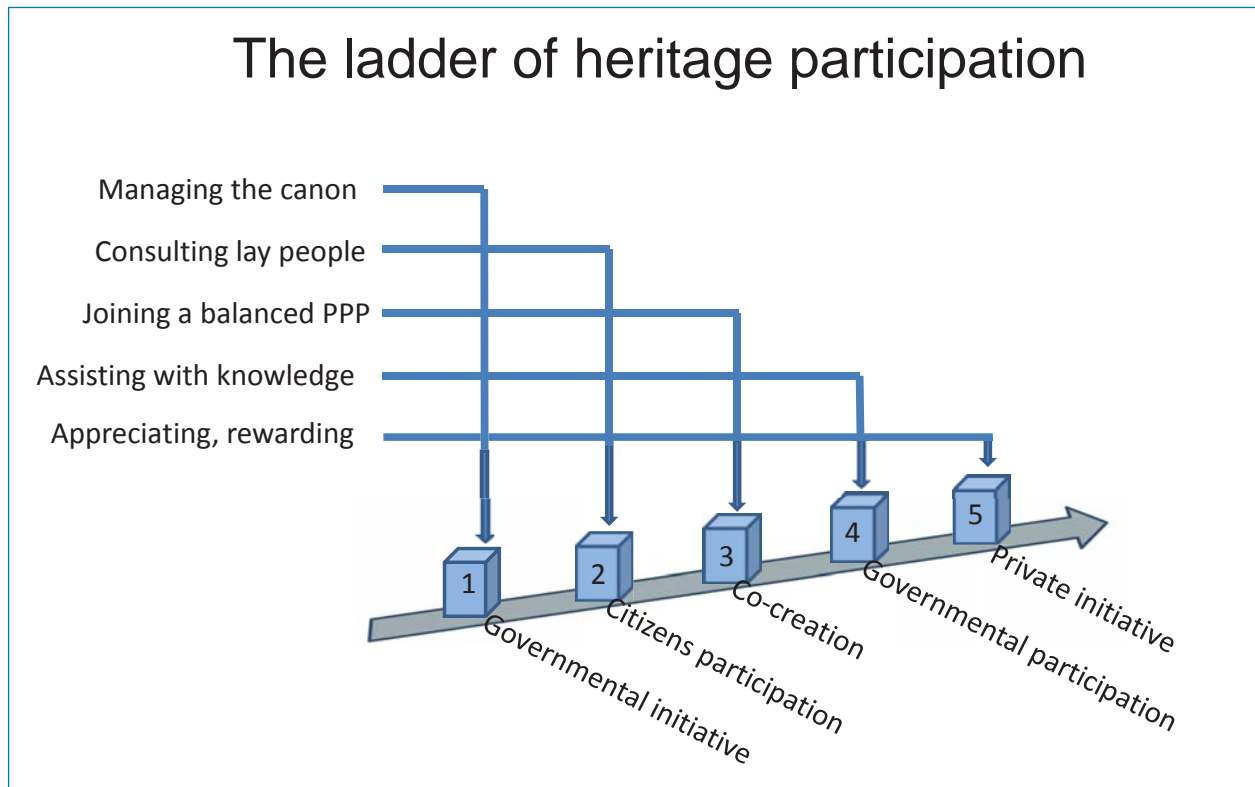 The ladder of heritage participation
Managing the canon
Consulting lay people
Joining a balanced PPP
Assisting with knowledge
Appreciating, rewarding
1
2
3
4
5
Governmental initiative
Citizens participation
Co-creation
Governmental participation
Private initiative